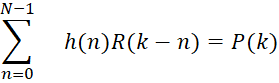 N−1
∑ h(n)R(k − n) = P(k)
n=0